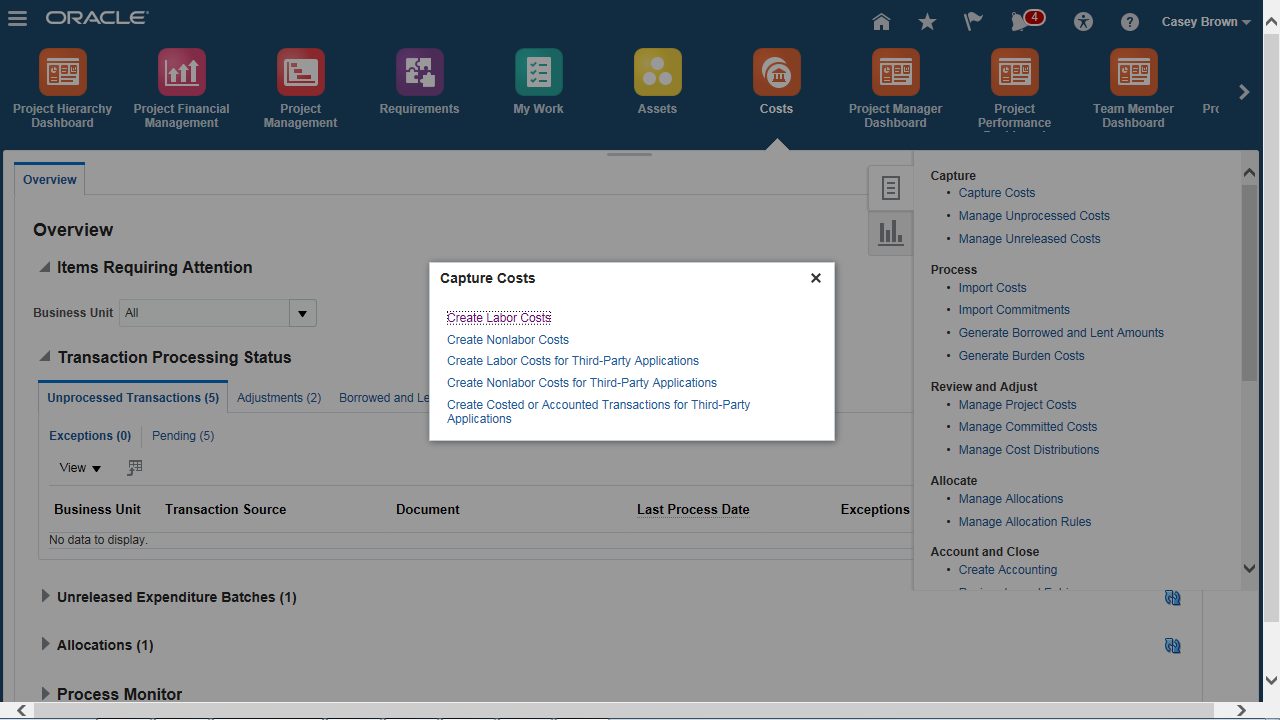 ORACLE
4
Casey Brown
Project Hierarchy
Dashboard
Project Financial
Management
Project
Management
Requirements
My Work
Assets
Costs
Project Manager
Dashboard
Project
Performance
Team Member
Dashboard
Overview
Overview
Items Requiring Attention
Business Unit All
Transaction Processing Status
Unprocessed Transactions (5) Adjustments (2) Borrowed and Le
Exceptions (0) Pending (5)
View
Business Unit Transaction Source Document Last Process Date Exceptions
No data to display.
Unreleased Expenditure Batches (1)
Allocations (1)
Process Monitor
Capture Costs
Create Labor Costs
Create Nonlabor Costs
Create Labor Costs for Third-Party Applications
Create Nonlabor Costs for Third-Party Applications
Create Costed or Accounted Transactions for Third-Party
Applications
Capture
Capture Costs
Manage Unprocessed Costs
Manage Unreleased Costs
Process
Import Costs
Import Commitments
Generate Borrowed and Lent Amounts
Generate Burden Costs
Review and Adjust
Manage Project Costs
Manage Committed Costs
Manage Cost Distributions
Allocate
Manage Allocations
Manage Allocation Rules
Account and Close
Create Accounting